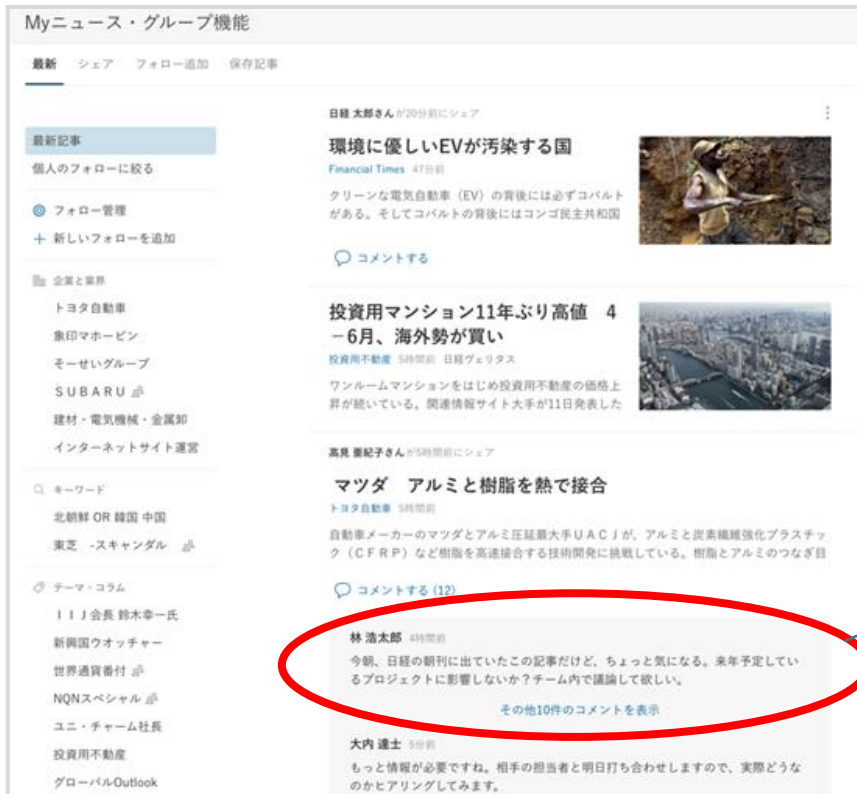 Myニュース・グループ機能
最新　シェア　フォロー追加　保存記事
最新記事
個人のフォローに絞る
フォロー管理
＋ 新しいフォローを追加
企業と業界
トヨタ自動車
象印マホービン
そーせいグループ
ＳＵＢＡＲＵ
建材・電気機械・金属卸
インターネットサイト運営
キーワード
北朝鮮 OR 韓国 中国
東芝　-スキャンダル
テーマ・コラム
ＩＩＪ会長 鈴木幸一氏
新興国ウオッチャー
世界通貨番付
NQNスペシャル
ユニ・チャーム社長
投資用不動産
グローバルOutlook
日経 太郎さんが20分前にシェア
環境に優しいEVが汚染する国
Financial Times 47分前
クリーンな電気自動車（EV）の背後には必ずコバルト
がある。そしてコバルトの背後にはコンゴ民主共和国
コメントする
投資用マンション11年ぶり高値　4
－6月、海外勢が買い
投資用不動産 5時間前 日経ヴェリタス
ワンルームマンションをはじめ投資用不動産の価格上
昇が続いている。関連情報サイト大手が11日発表した
高見 亜紀子さんが5時間前にシェア
マツダ　アルミと樹脂を熱で接合
トヨタ自動車 5時間前
自動車メーカーのマツダとアルミ圧延最大手ＵＡＣＪが、アルミと炭素繊維強化プラスチッ
ク（ＣＦＲＰ）など樹脂を高速接合する技術開発に挑戦している。樹脂とアルミのつなぎ目
コメントする (12)
林 浩太郎 4時間前
今朝、日経の朝刊に出ていたこの記事だけど、ちょっと気になる。来年予定してい
るプロジェクトに影響しないか？チーム内で議論して欲しい。
その他10件のコメントを表示
大内 達士 5分前
もっと情報が必要ですね。相手の担当者と明日打ち合わせしますので、実際どうな
のかヒアリングしてみます。